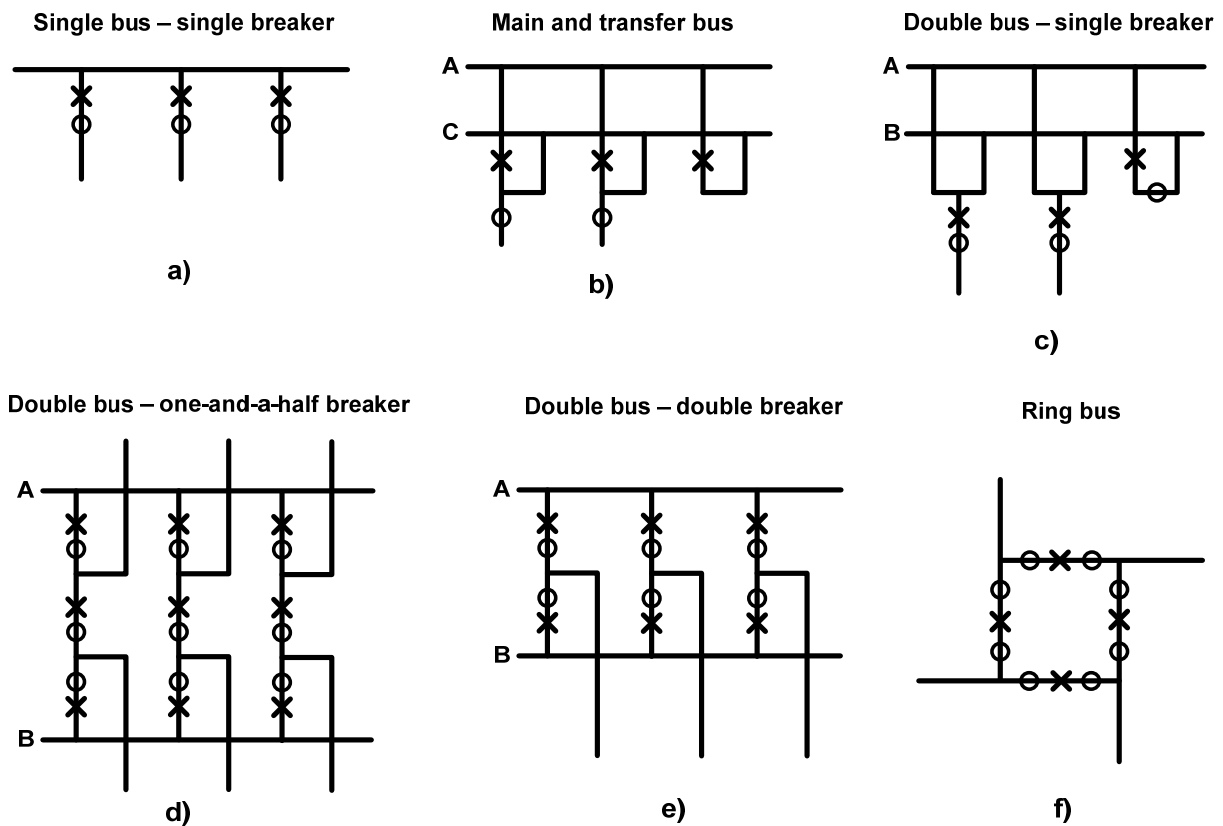 Single bus – single breaker
a)
Main and transfer bus
A
C
b)
Double bus – single breaker
A
B
c)
Double bus – one-and-a-half breaker
A
B
d)
Double bus – double breaker
A
B
e)
Ring bus
f)